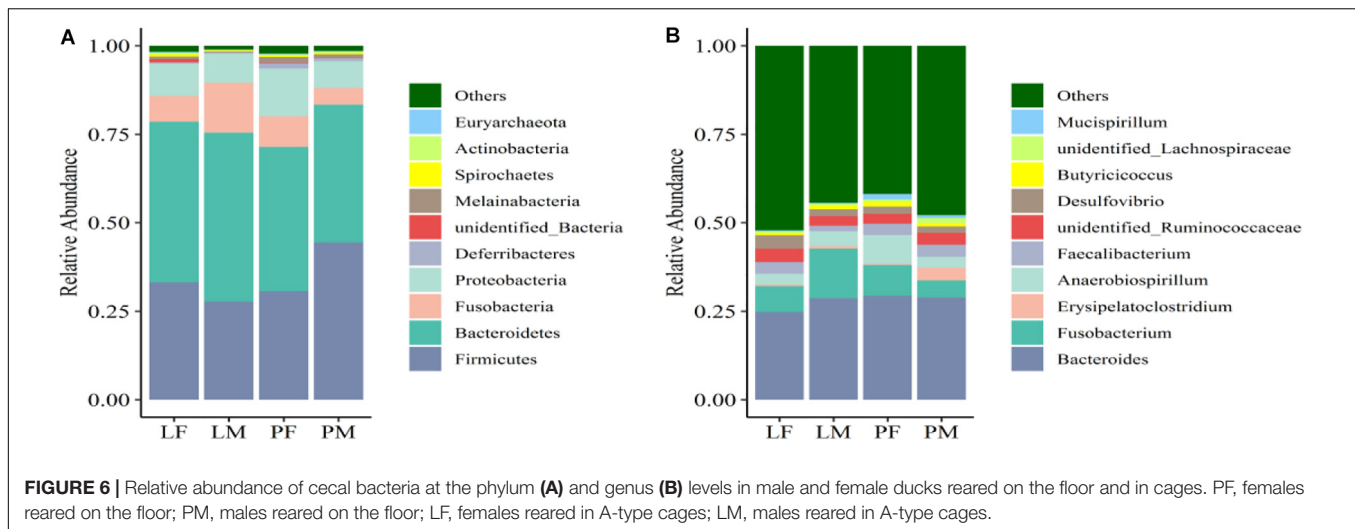 A
Relative Abundance
1.00
0.75
0.50
0.25
0.00
LF LM PF PM
Others
Euryarchaeota
Actinobacteria
Spirochaetes
Melainabacteria
unidentified_Bacteria
Deferribacteres
Proteobacteria
Fusobacteria
Bacteroidetes
Firmicutes
B
Relative Abundance
1.00
0.75
0.50
0.25
0.00
LF LM PF PM
Others
Mucispirillum
unidentified_Lachnospiraceae
Butyricicoccus
Desulfovibrio
unidentified_Ruminococcaceae
Faecalibacterium
Anaerobiospirillum
Erysipelatoclostridium
Fusobacterium
Bacteroides
FIGURE 6 | Relative abundance of cecal bacteria at the phylum (A) and genus (B) levels in male and female ducks reared on the floor and in cages. PF, females
reared on the floor; PM, males reared on the floor; LF, females reared in A-type cages; LM, males reared in A-type cages.